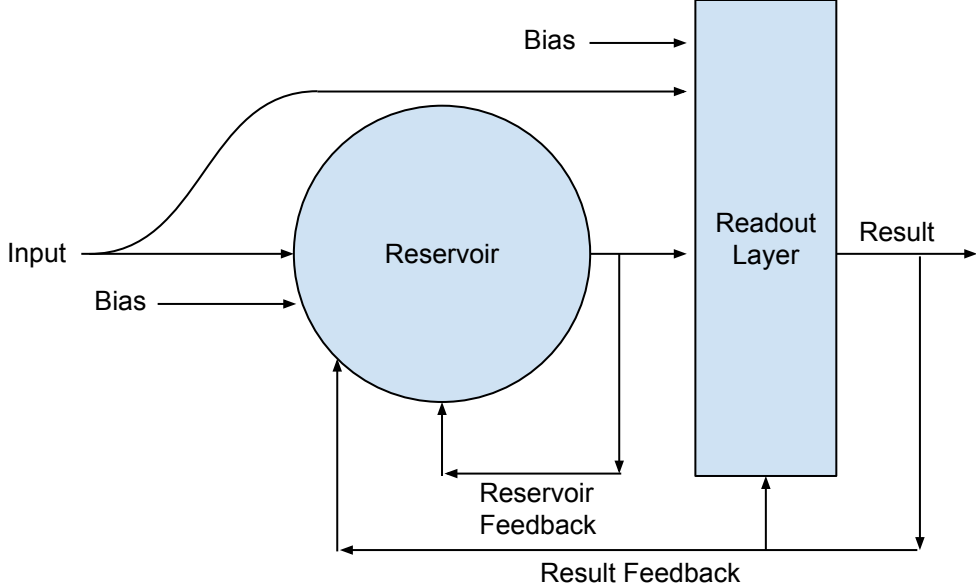 Bias
Input
Bias
Reservoir
Readout
Layer
Result
Reservoir
Feedback
Result Feedback